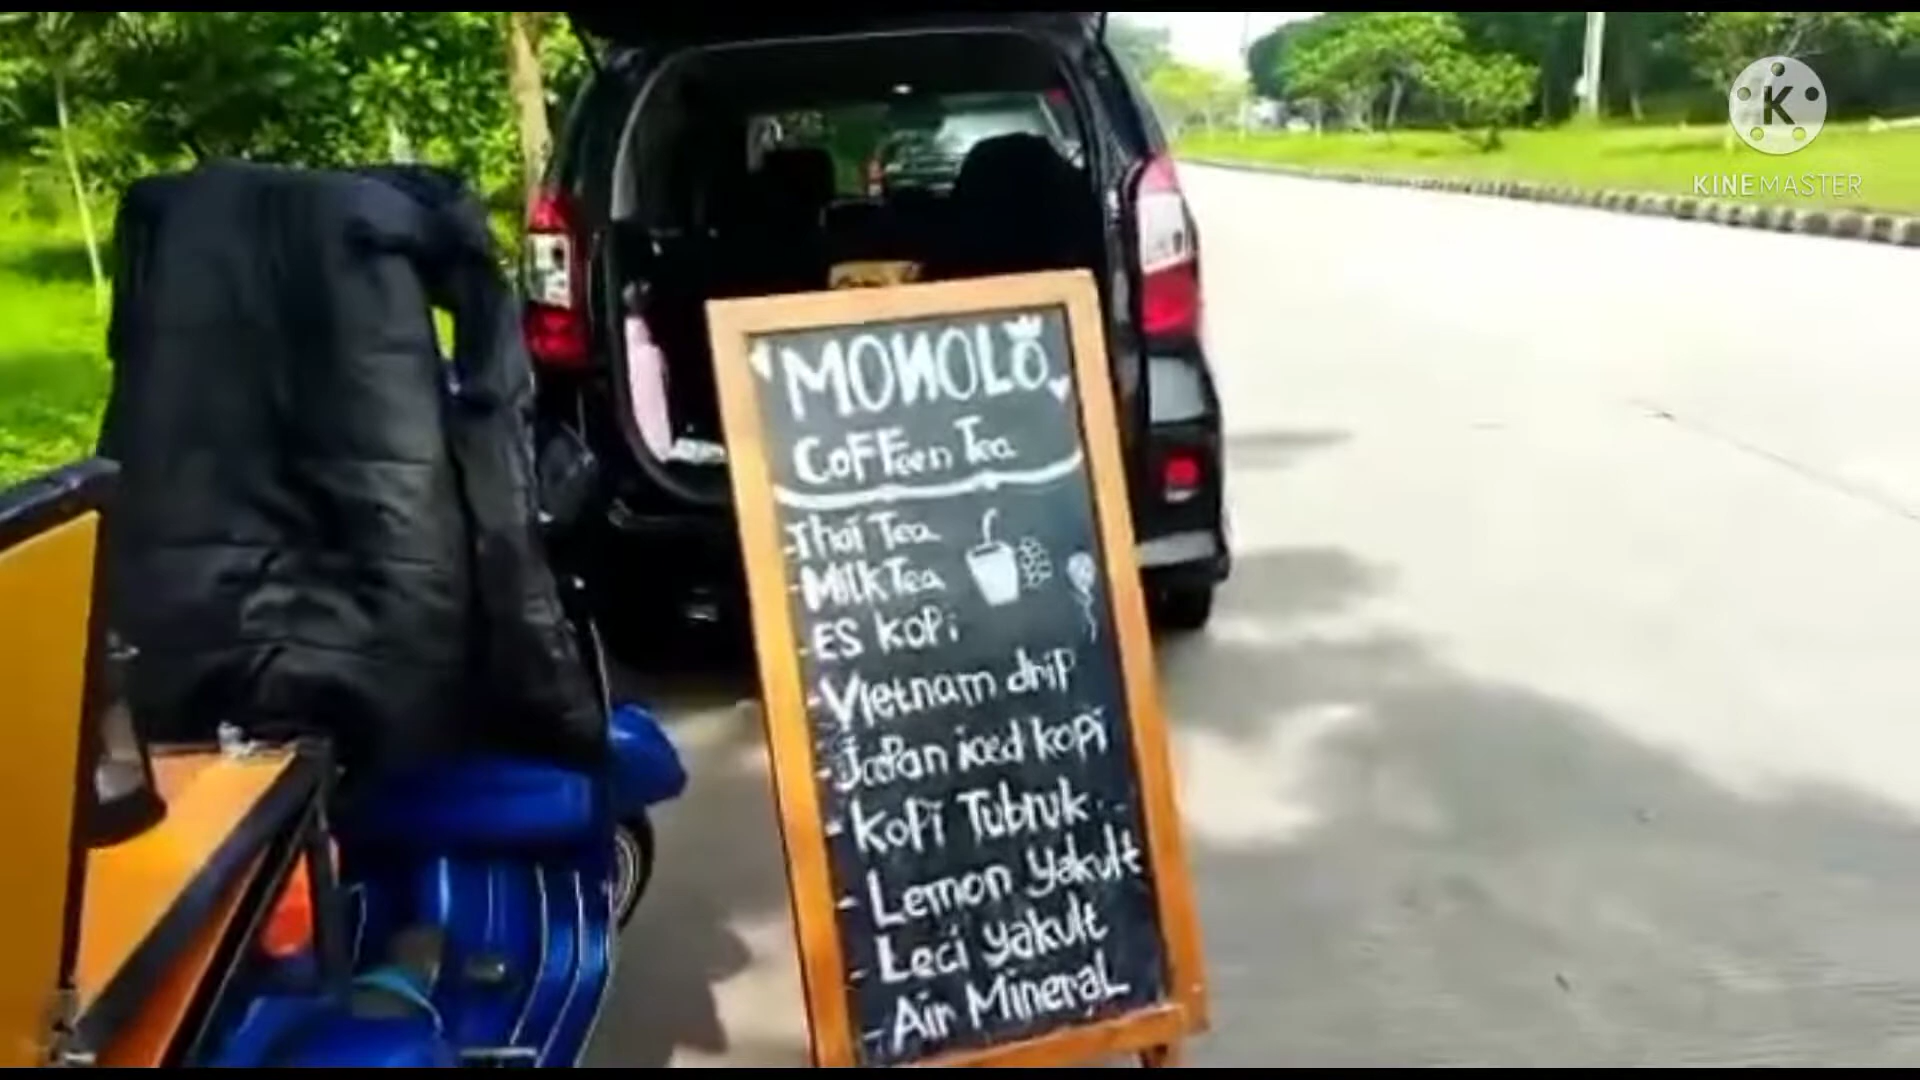 K
KINEMASTER
MONOLO
COFFeen Tea
- Thai Tea
- Milk Tea
- ES KOPi
- Vietnam drip
- Japan iced kopi
- Kopi Tubruk
- Lemon Yakult
- Leci yakult
- Air MineraL